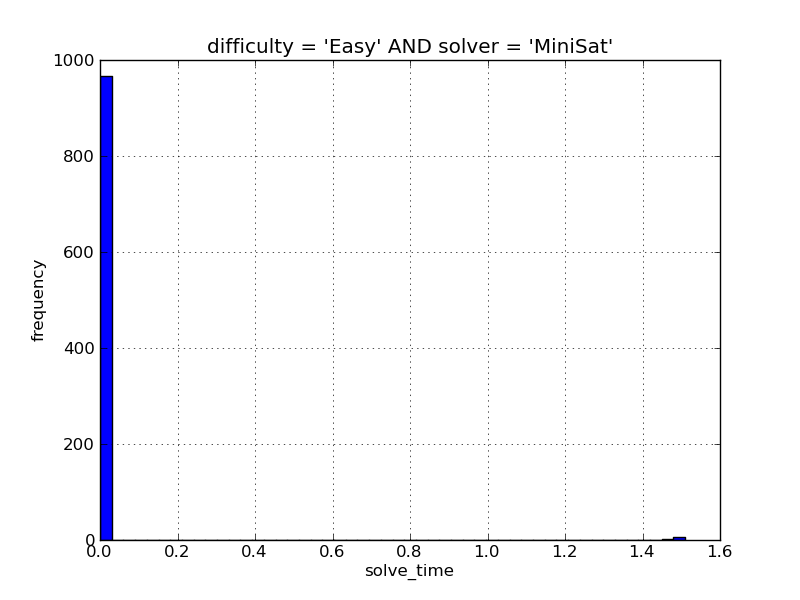 difficulty = 'Easy' AND solver = 'MiniSat'
1000
800
600
400
200
0
frequency
0.0 0.2 0.4 0.6 0.8 1.0 1.2 1.4 1.6
solve_time